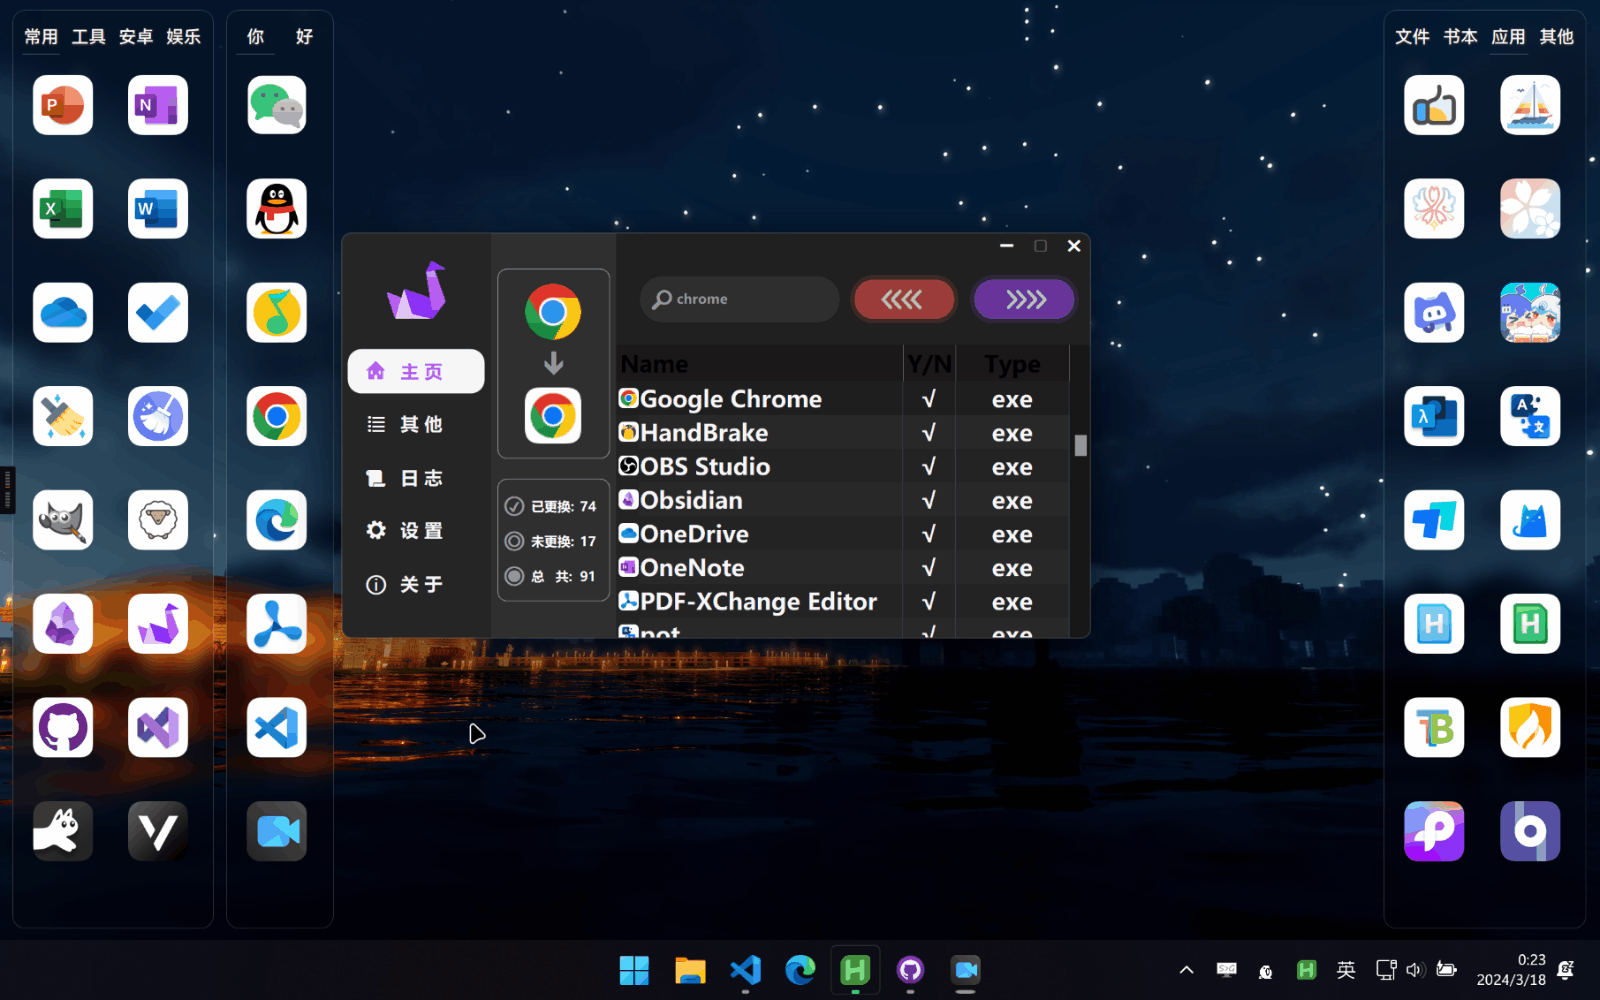 常用 工具 安卓 娱乐
你 好
文件 书本 应用 其他
chrome
主页
其他
日志
设置
关于
已更换: 74
未更换: 17
总 共: 91
Name Y/N Type
Google Chrome √ exe
HandBrake √ exe
OBS Studio √ exe
Obsidian √ exe
OneDrive √ exe
OneNote √ exe
PDF-XChange Editor √ exe
pot √ exe
英
0:23
2024/3/18